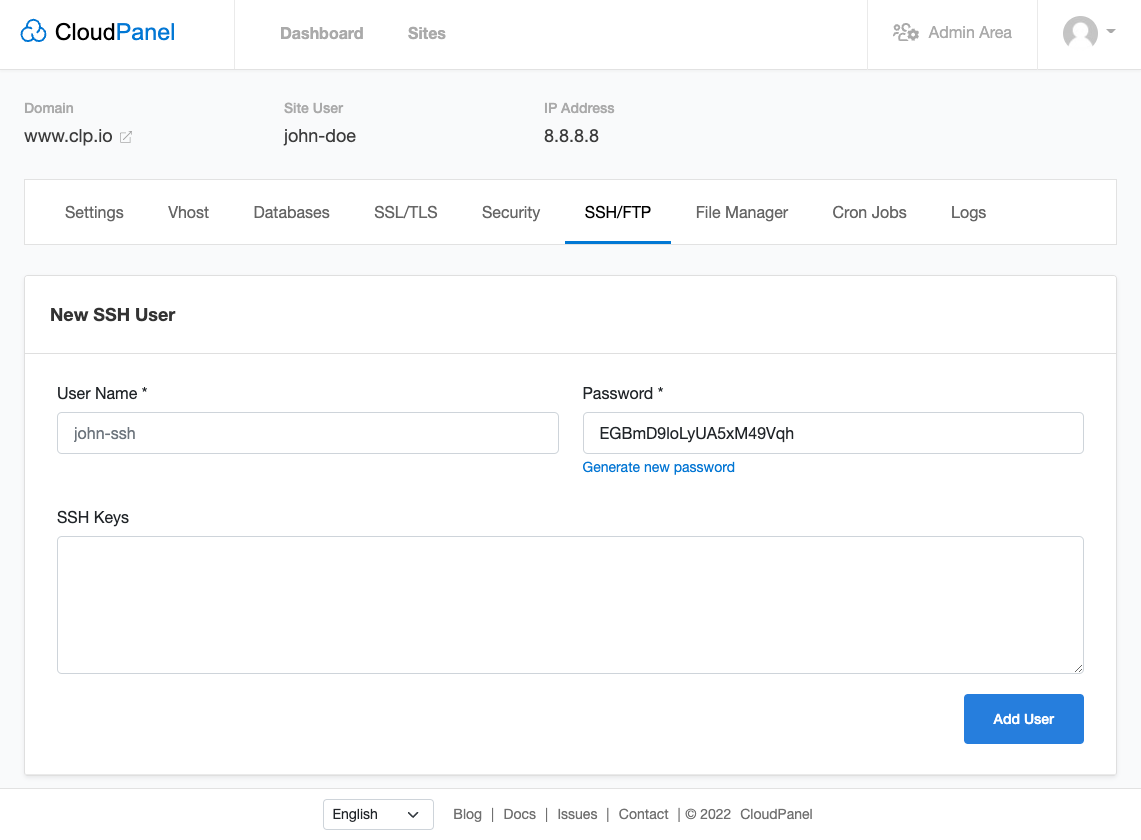 CloudPanel
Dashboard
Sites
Admin Area
Domain
Site User
IP Address
www.clp.io
john-doe
8.8.8.8
Settings
Vhost
Databases
SSL/TLS
Security
SSH/FTP
File Manager
Cron Jobs
Logs
New SSH User
User Name *
Password *
john-ssh
EGBmD9loLyUA5xM49Vqh
Generate new password
SSH Keys
Add User
English
Blog | Docs | Issues | Contact | © 2022 CloudPanel